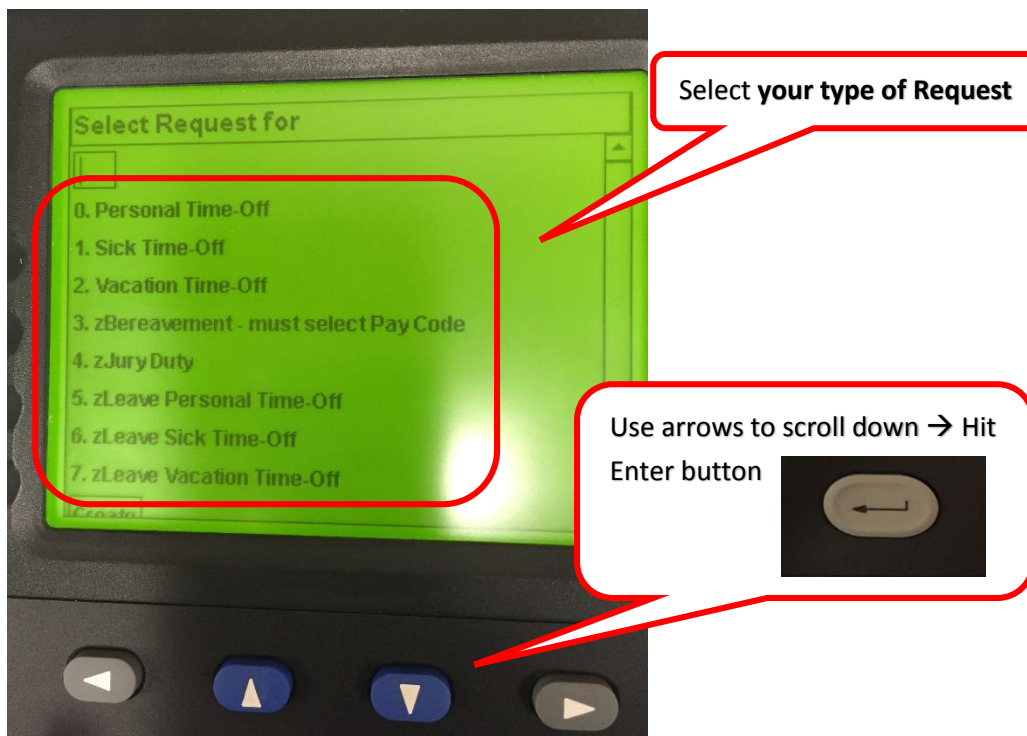 Select your type of Request
Select Request for
0. Personal Time-Off
1. Sick Time-Off
2. Vacation Time-Off
3. zBereavement - must select Pay Code
4. zJury Duty
5. zLeave Personal Time-Off
6. zLeave Sick Time-Off
7. zLeave Vacation Time-Off
Create
Use arrows to scroll down → Hit
Enter button